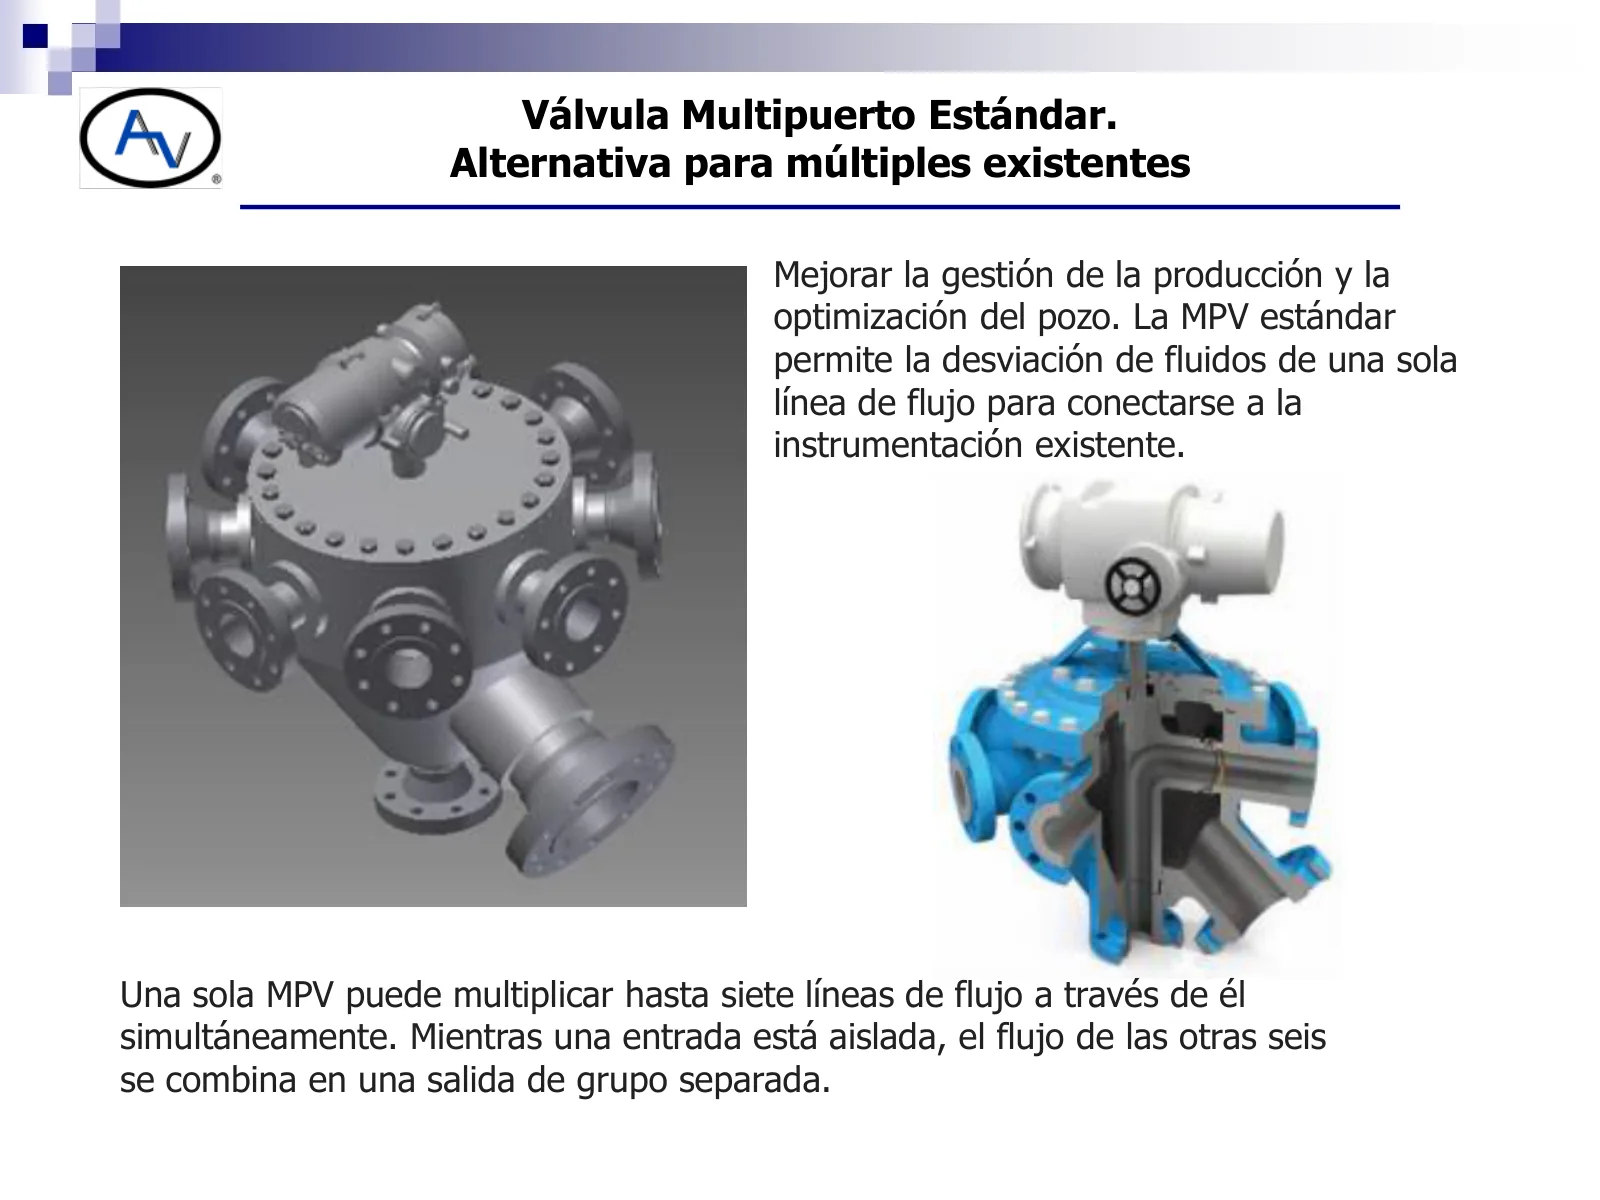 AV
®
Válvula Multipuerto Estándar.
Alternativa para múltiples existentes
Mejorar la gestión de la producción y la
optimización del pozo. La MPV estándar
permite la desviación de fluidos de una sola
línea de flujo para conectarse a la
instrumentación existente.
Una sola MPV puede multiplicar hasta siete líneas de flujo a través de él
simultáneamente. Mientras una entrada está aislada, el flujo de las otras seis
se combina en una salida de grupo separada.